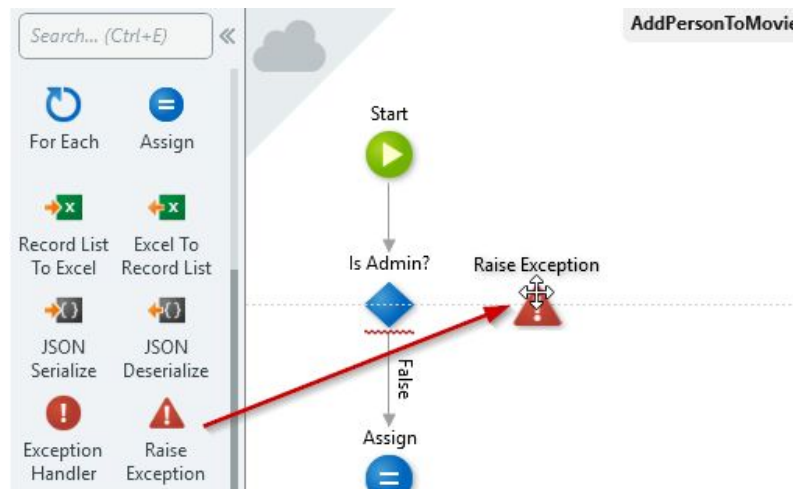 Search... (Ctrl+E)
For Each
Assign
Record List
To Excel
Excel To
Record List
JSON
Serialize
JSON
Deserialize
Exception
Handler
Raise
Exception
AddPersonToMovie
Start
Is Admin?
Raise Exception
False
Assign